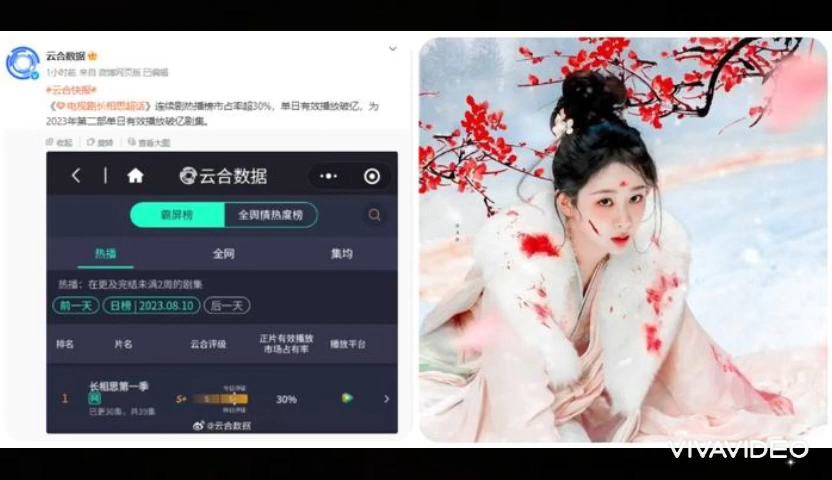 云合数据
1小时前 来自 微博网页版 已编辑
#云合快报#
《电视剧长相思超话》连续剧热播榜市占率超30%，单日有效播放破亿，为
2023年第二部单日有效播放破亿剧集。
收起 查看大图
云合数据
霸屏榜 全舆情热度榜
热播 全网 集均
热播：在更及完结未满2周的剧集
前一天 日榜 | 2023.08.10 后一天
排名 片名 云合评级 正片有效播放 市场占有率 播放平台
1 长相思第一季 S+ 30%
网
已更30集，共39集
@云合数据
VIVAVIDEO